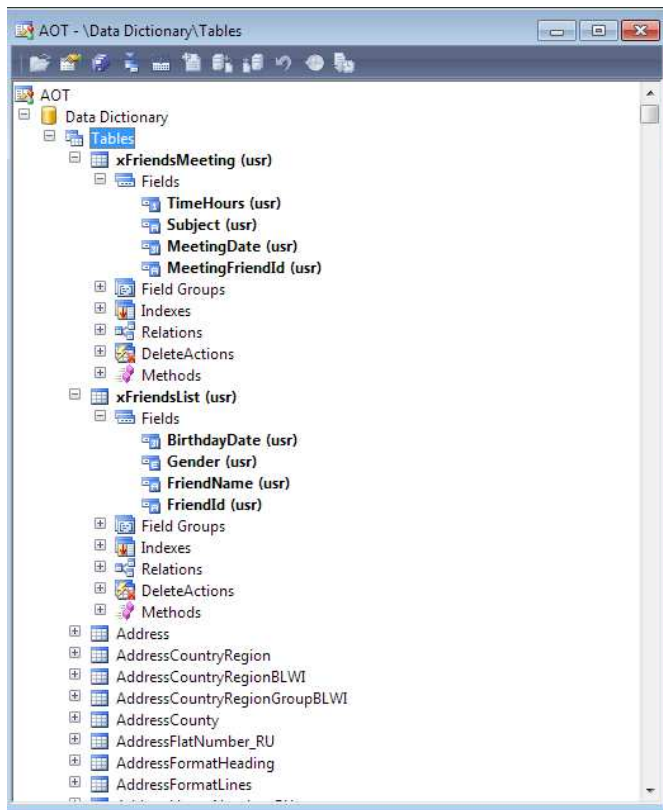 AOT - \Data Dictionary\Tables
AOT
Data Dictionary
Tables
xFriendsMeeting (usr)
Fields
TimeHours (usr)
Subject (usr)
MeetingDate (usr)
MeetingFriendId (usr)
Field Groups
Indexes
Relations
DeleteActions
Methods
xFriendsList (usr)
Fields
BirthdayDate (usr)
Gender (usr)
FriendName (usr)
FriendId (usr)
Field Groups
Indexes
Relations
DeleteActions
Methods
Address
AddressCountryRegion
AddressCountryRegionBLWI
AddressCountryRegionGroupBLWI
AddressCounty
AddressFlatNumber_RU
AddressFormatHeading
AddressFormatLines